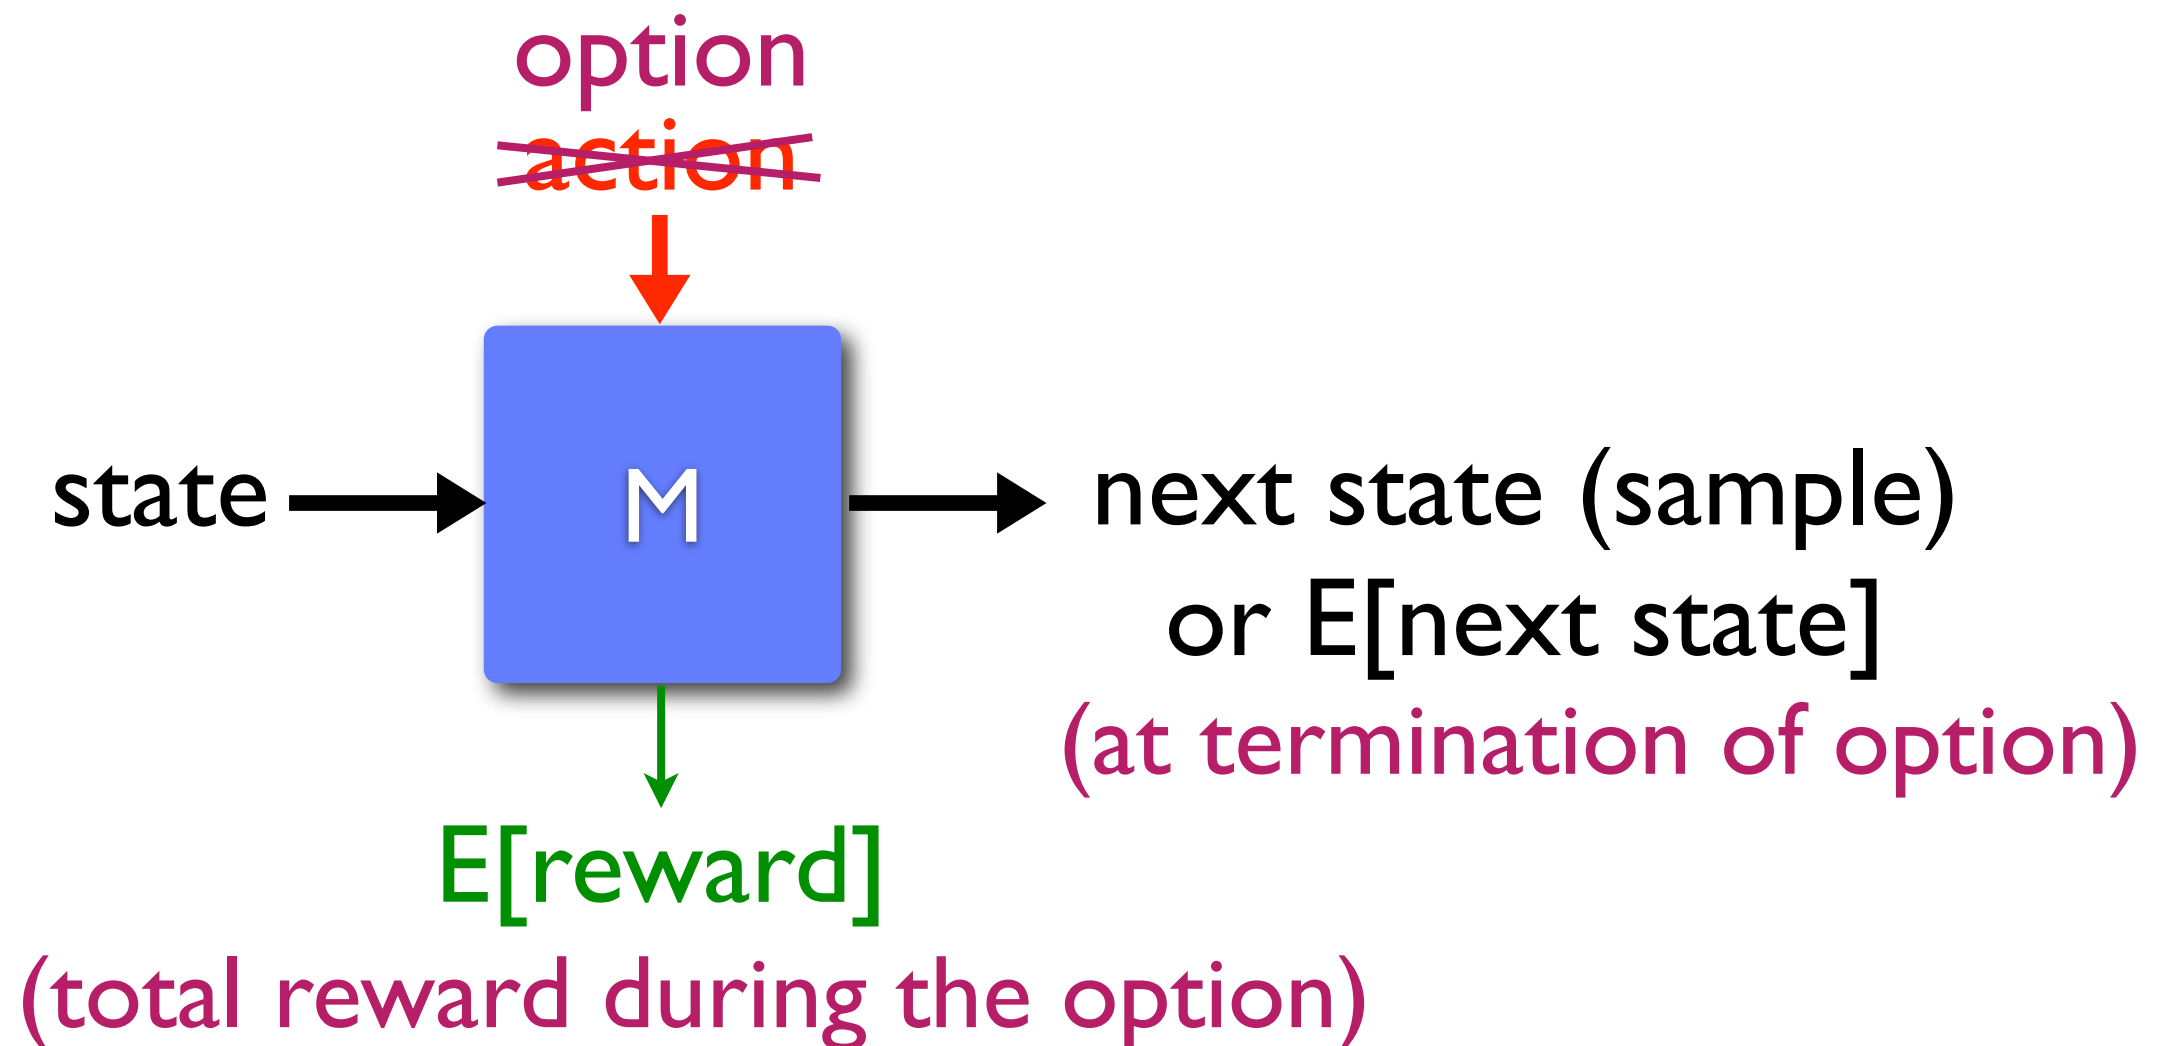 option
action
state
M
next state (sample)
or E[next state]
(at termination of option)
E[reward]
(total reward during the option)